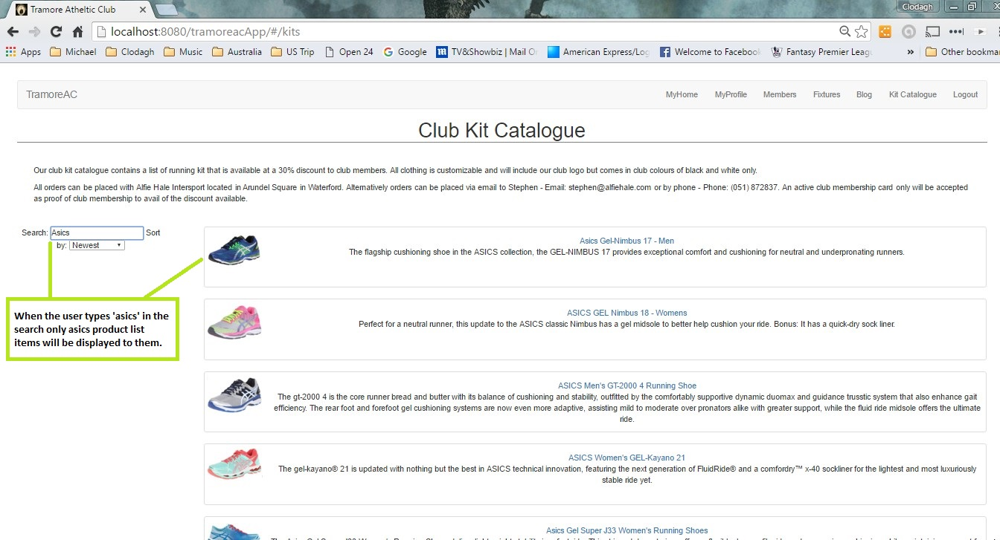 Tramore Atheltic Club
Clodagh
localhost:8080/tramoreacApp/#/kits
Apps Michael Clodagh Music Australia US Trip Open 24 Google TV&Showbiz | Mail American Express/Log Welcome to Facebook Fantasy Premier Leagu » Other bookmar
TramoreAC MyHome MyProfile Members Fixtures Blog Kit Catalogue Logout
Club Kit Catalogue
Our club kit catalogue contains a list of running kit that is available at a 30% discount to club members. All clothing is customizable and will include our club logo but comes in club colours of black and white only.
All orders can be placed with Alfie Hale Intersport located in Arundel Square in Waterford. Alternatively orders can be placed via email to Stephen - Email: stephen@alfiehale.com or by phone - Phone: (051) 872837. An active club membership card only will be accepted
as proof of club membership to avail of the discount available.
Search: Asics Sort
by: Newest
When the user types 'asics' in the
search only asics product list
items will be displayed to them.
Asics Gel-Nimbus 17 - Men
The flagship cushioning shoe in the ASICS collection, the GEL-NIMBUS 17 provides exceptional comfort and cushioning for neutral and underpronating runners.
ASICS GEL Nimbus 18 - Womens
Perfect for a neutral runner, this update to the ASICS classic Nimbus has a gel midsole to better help cushion your ride. Bonus: It has a quick-dry sock liner.
ASICS Men's GT-2000 4 Running Shoe
The gt-2000 4 is the core runner bread and butter with its balance of cushioning and stability, outfitted by the comfortably supportive dynamic duomax and guidance trusstic system that also enhance gait
efficiency. The rear foot and forefoot gel cushioning systems are now even more adaptive, assisting mild to moderate over pronators alike with greater support, while the fluid ride midsole offers the ultimate
ride.
ASICS Women's GEL-Kayano 21
The gel-kayano® 21 is updated with nothing but the best in ASICS technical innovation, featuring the next generation of FluidRide® and a comfordry™ x-40 sockliner for the lightest and most luxuriously
stable ride yet.
Asics Gel Super J33 Women's Running Shoes